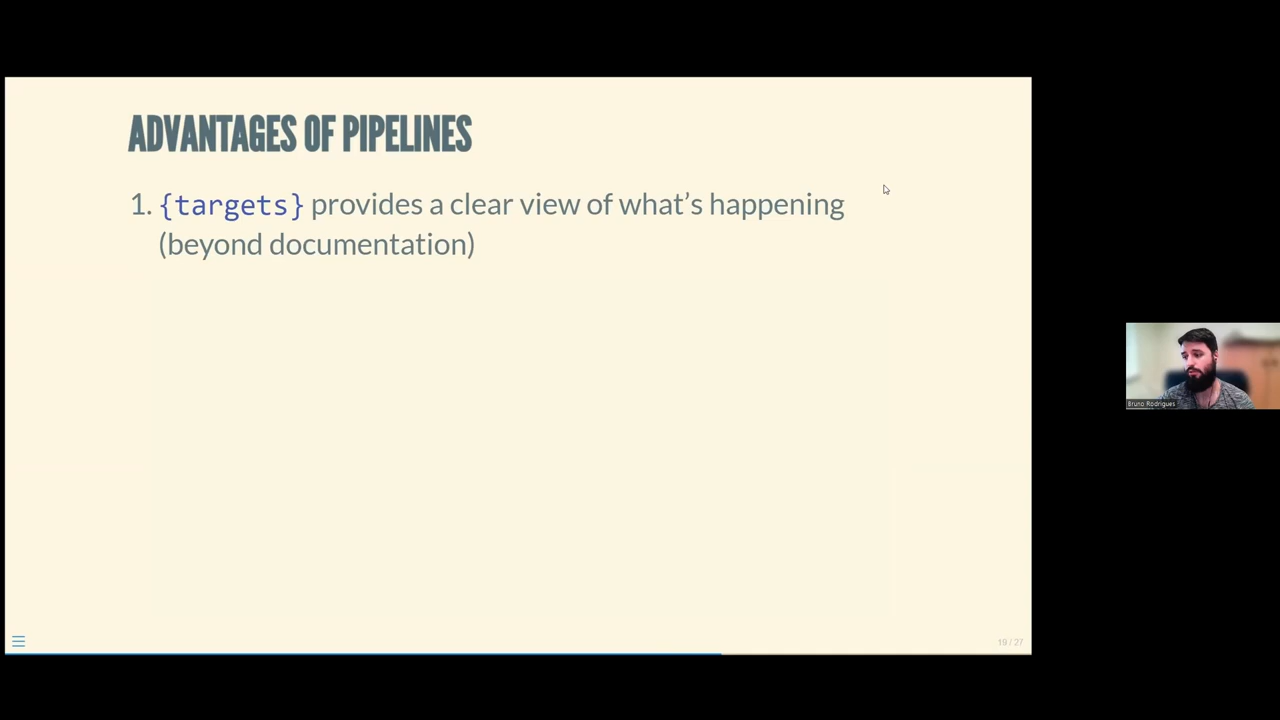 ADVANTAGES OF PIPELINES
1. {targets} provides a clear view of what’s happening
(beyond documentation)
Bruno Rodrigues
19 / 27